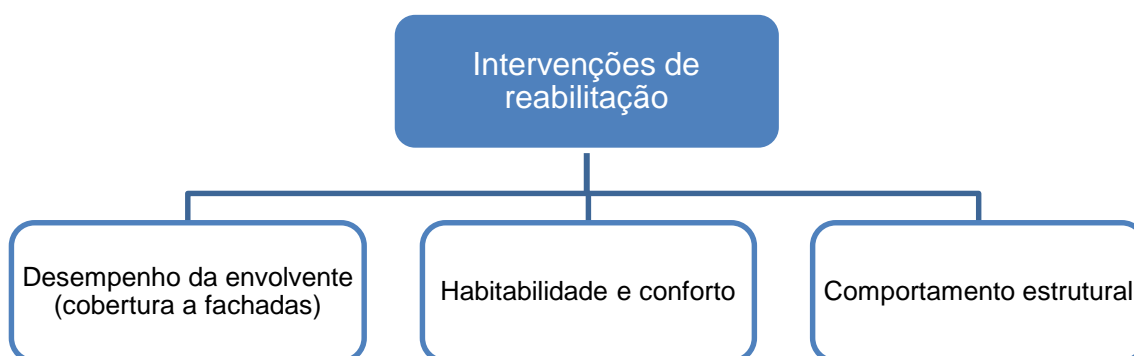 Intervenções de
reabilitação
Desempenho da envolvente
(cobertura a fachadas)
Habitabilidade e conforto
Comportamento estrutural